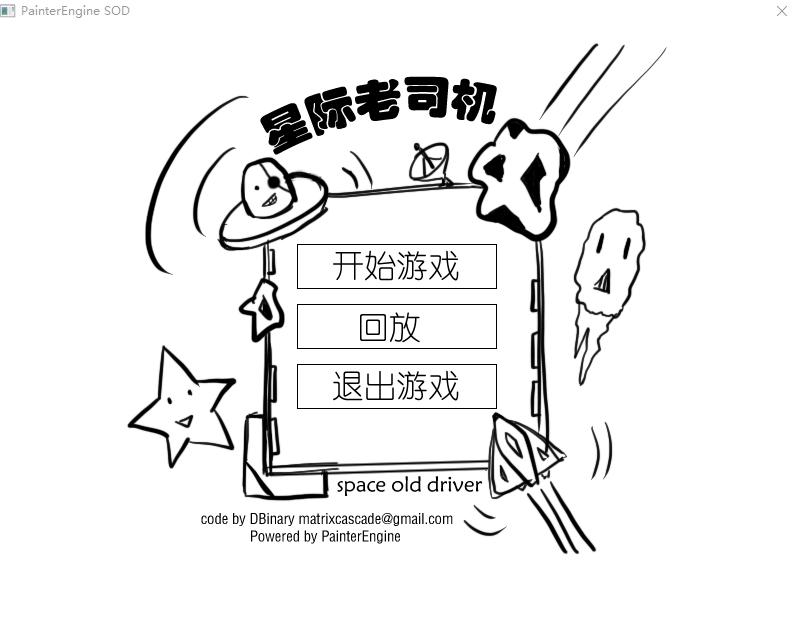 PainterEngine SOD
星际老司机
开始游戏
回放
退出游戏
space old driver
code by DBinary matrixcascade@gmail.com
Powered by PainterEngine